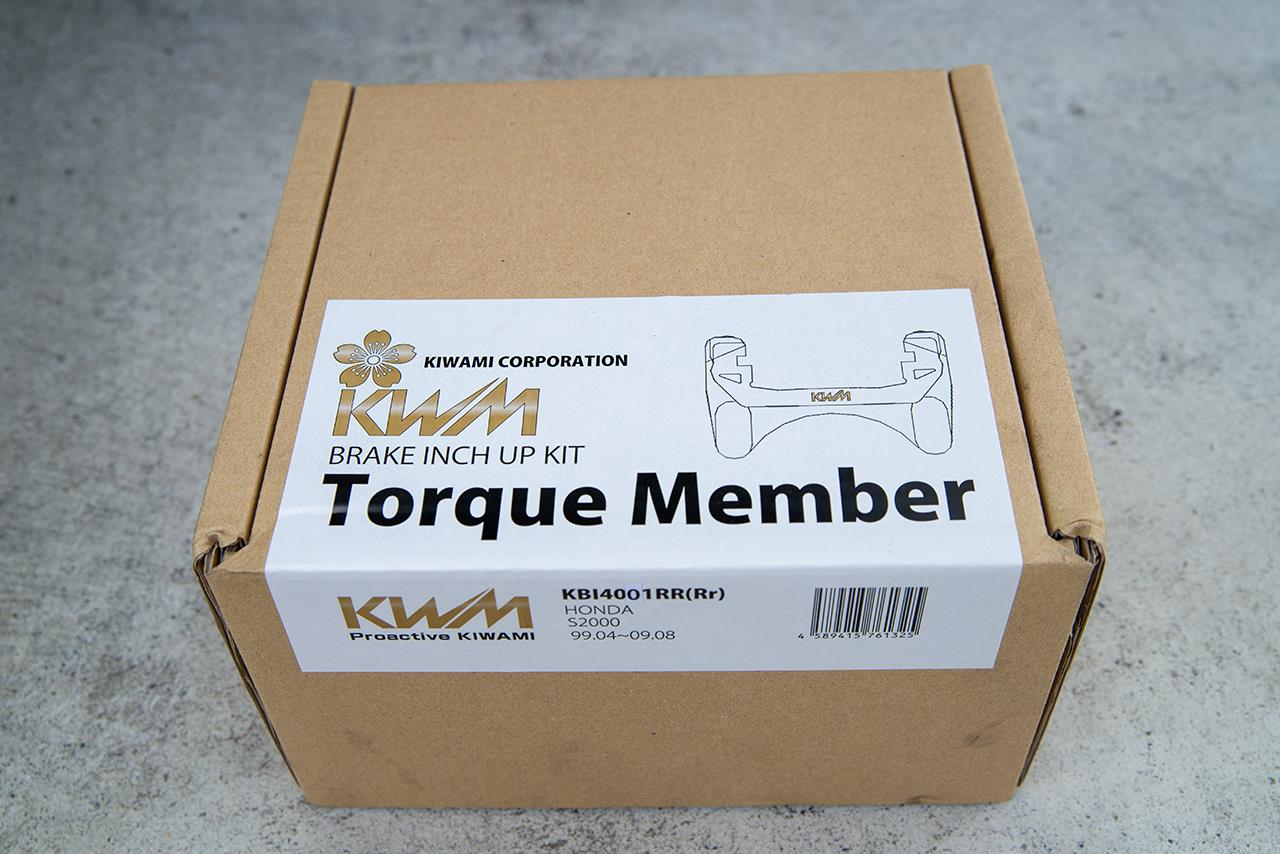 KIWAMI CORPORATION
KWM
BRAKE INCH UP KIT
Torque Member
KWM
KWM
Proactive KIWAMI
KBI4001RR(Rr)
HONDA
S2000
99.04~09.08
4 589415 761325